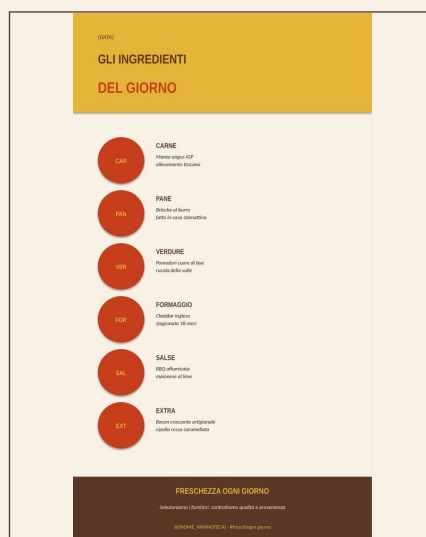 [DATA]
GLI INGREDIENTI
DEL GIORNO
CAR
CARNE
Manzo angus IGP
allevamento toscano
PAN
PANE
Brioche al burro
fatto in casa stamattina
VER
VERDURE
Pomodori cuore di bue
rucola della valle
FOR
FORMAGGIO
Cheddar inglese
stagionato 18 mesi
SAL
SALSE
BBQ affumicata
maionese al lime
EXT
EXTRA
Bacon croccante artigianale
cipolla rossa caramellata
FRESCHEZZA OGNI GIORNO
Selezioniamo i fornitori, controlliamo qualità e provenienza
@[NOME_PANINOTECA] · #freschiogni giorno